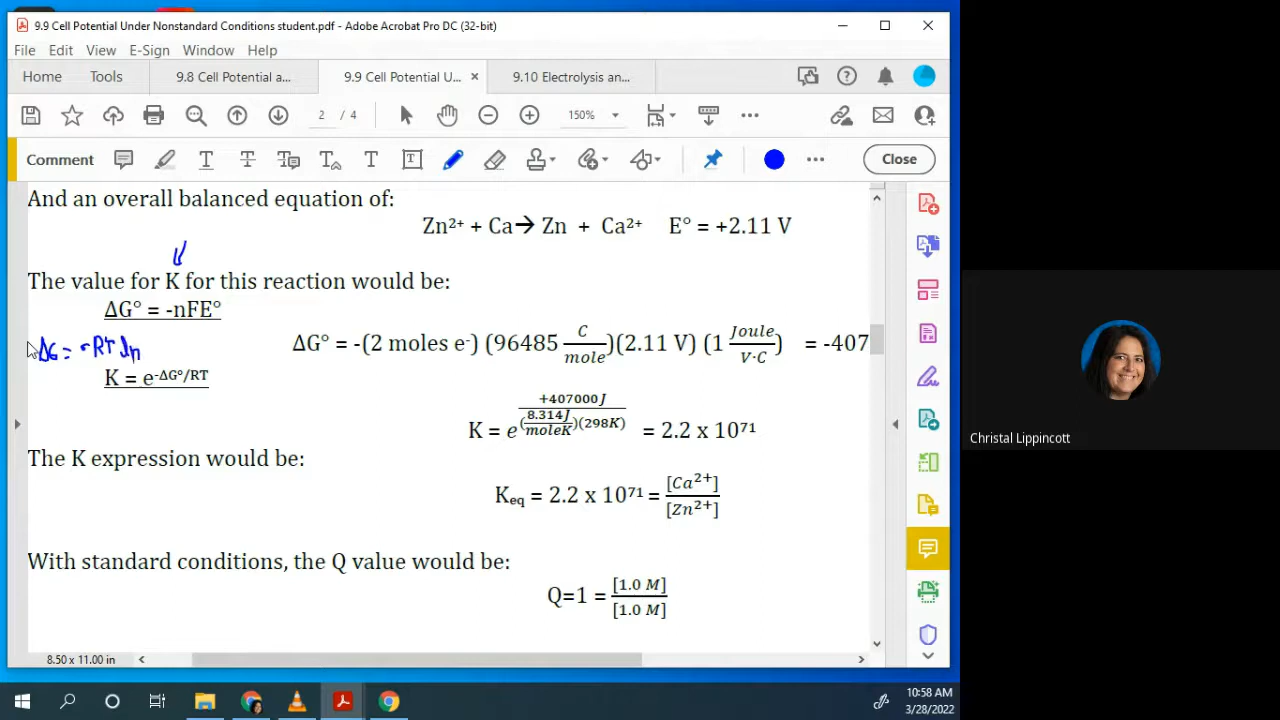 9.9 Cell Potential Under Nonstandard Conditions student.pdf - Adobe Acrobat Pro DC (32-bit)
File Edit View E-Sign Window Help
Home Tools 9.8 Cell Potential a... 9.9 Cell Potential U... × 9.10 Electrolysis an...
2 / 4 150%
Comment Close
And an overall balanced equation of:
Zn²⁺ + Ca→ Zn + Ca²⁺ E° = +2.11 V
The value for K for this reaction would be:
ΔG° = -nFE°
ΔG° = -(2 moles e⁻) (96485 C/mole)(2.11 V) (1 Joule/V·C) = -407
ΔG = -RT ln
K = e^-ΔG°/RT
K = e^(+407000J/(8.314J/moleK)(298K)) = 2.2 x 10⁷¹
The K expression would be:
Keq = 2.2 x 10⁷¹ = [Ca²⁺]/[Zn²⁺]
With standard conditions, the Q value would be:
Q=1 = [1.0 M]/[1.0 M]
8.50 x 11.00 in
Christal Lippincott
10:58 AM
3/28/2022